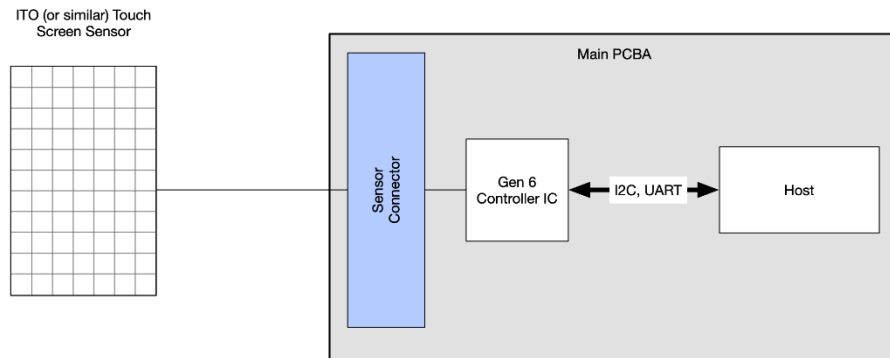 ITO (or similar) Touch
Screen Sensor
Main PCBA
Sensor
Connector
Gen 6
Controller IC
I2C, UART
Host